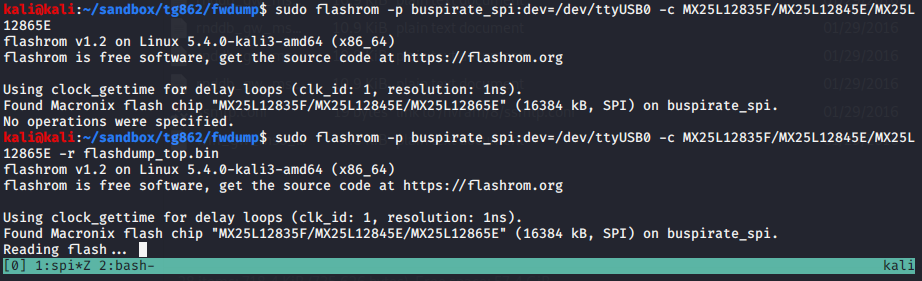 kali@kali:~/sandbox/tg862/fwdump$ sudo flashrom -p buspirate_spi:dev=/dev/ttyUSB0 -c MX25L12835F/MX25L12845E/MX25L
12865E
flashrom v1.2 on Linux 5.4.0-kali3-amd64 (x86_64)
flashrom is free software, get the source code at https://flashrom.org
Using clock_gettime for delay loops (clk_id: 1, resolution: 1ns).
Found Macronix flash chip "MX25L12835F/MX25L12845E/MX25L12865E" (16384 kB, SPI) on buspirate_spi.
No operations were specified.
kali@kali:~/sandbox/tg862/fwdump$ sudo flashrom -p buspirate_spi:dev=/dev/ttyUSB0 -c MX25L12835F/MX25L12845E/MX25L
12865E -r flashdump_top.bin
flashrom v1.2 on Linux 5.4.0-kali3-amd64 (x86_64)
flashrom is free software, get the source code at https://flashrom.org
Using clock_gettime for delay loops (clk_id: 1, resolution: 1ns).
Found Macronix flash chip "MX25L12835F/MX25L12845E/MX25L12865E" (16384 kB, SPI) on buspirate_spi.
Reading flash...
[0] 1:spi*Z 2:bash- kali